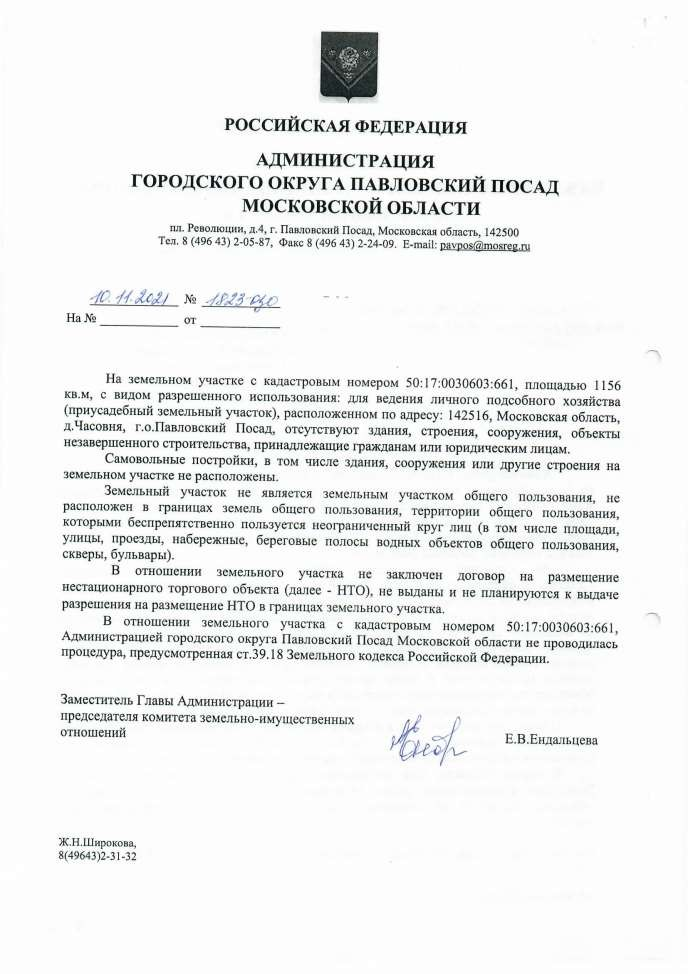 РОССИЙСКАЯ ФЕДЕРАЦИЯ
АДМИНИСТРАЦИЯ
ГОРОДСКОГО ОКРУГА ПАВЛОВСКИЙ ПОСАД
МОСКОВСКОЙ ОБЛАСТИ
пл. Революции, д.4, г. Павловский Посад, Московская область, 142500
Тел. 8 (496 43) 2-05-87, Факс 8 (496 43) 2-24-09. E-mail: pavpos@mosreg.ru
10.11.2021 № 1823-ОЗО
На № ____________ от ____________
На земельном участке с кадастровым номером 50:17:0030603:661, площадью 1156
кв.м, с видом разрешенного использования: для ведения личного подсобного хозяйства
(приусадебный земельный участок), расположенном по адресу: 142516, Московская область,
д.Часовня, г.о.Павловский Посад, отсутствуют здания, строения, сооружения, объекты
незавершенного строительства, принадлежащие гражданам или юридическим лицам.
Самовольные постройки, в том числе здания, сооружения или другие строения на
земельном участке не расположены.
Земельный участок не является земельным участком общего пользования, не
расположен в границах земель общего пользования, территории общего пользования,
которыми беспрепятственно пользуется неограниченный круг лиц (в том числе площади,
улицы, проезды, набережные, береговые полосы водных объектов общего пользования,
скверы, бульвары).
В отношении земельного участка не заключен договор на размещение
нестационарного торгового объекта (далее - НТО), не выданы и не планируются к выдаче
разрешения на размещение НТО в границах земельного участка.
В отношении земельного участка с кадастровым номером 50:17:0030603:661,
Администрацией городского округа Павловский Посад Московской области не проводилась
процедура, предусмотренная ст.39.18 Земельного кодекса Российской Федерации.
Заместитель Главы Администрации –
председателя комитета земельно-имущественных
отношений
Е.В.Ендальцева
Ж.Н.Широкова,
8(49643)2-31-32